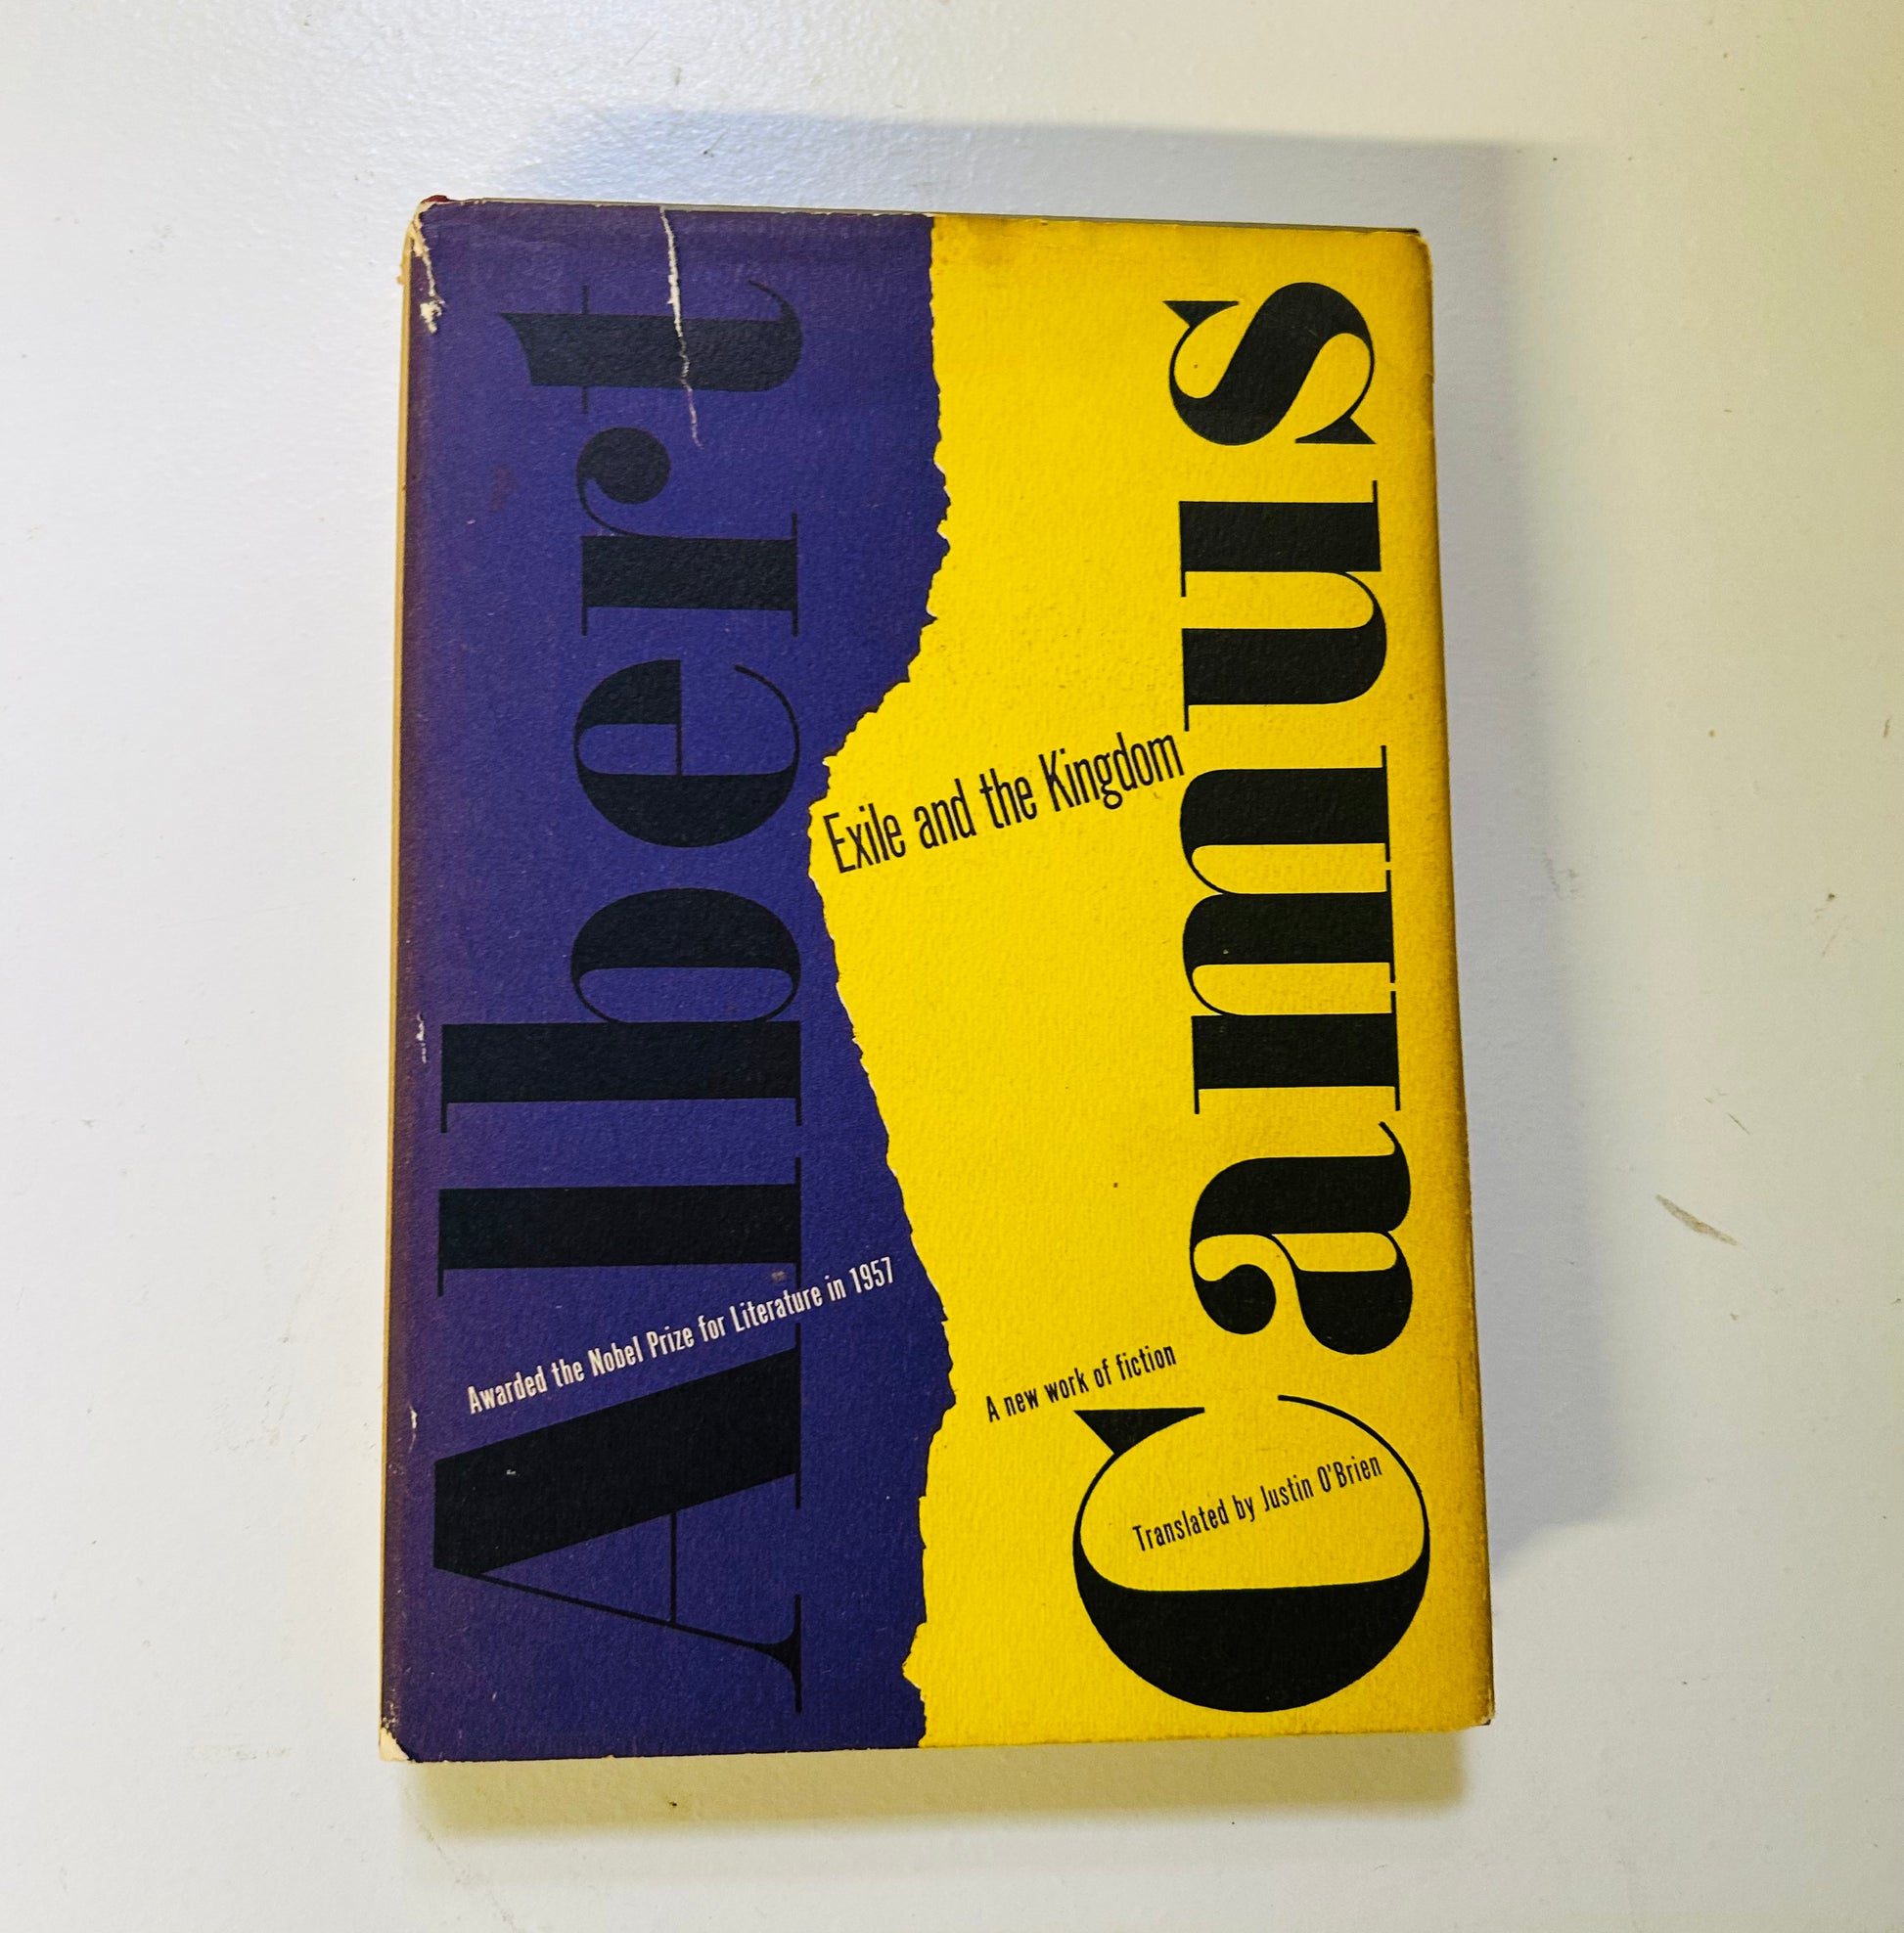 Albert
Camus
Exile and the Kingdom
Awarded the Nobel Prize for Literature in 1957
A new work of fiction
Translated by Justin O'Brien